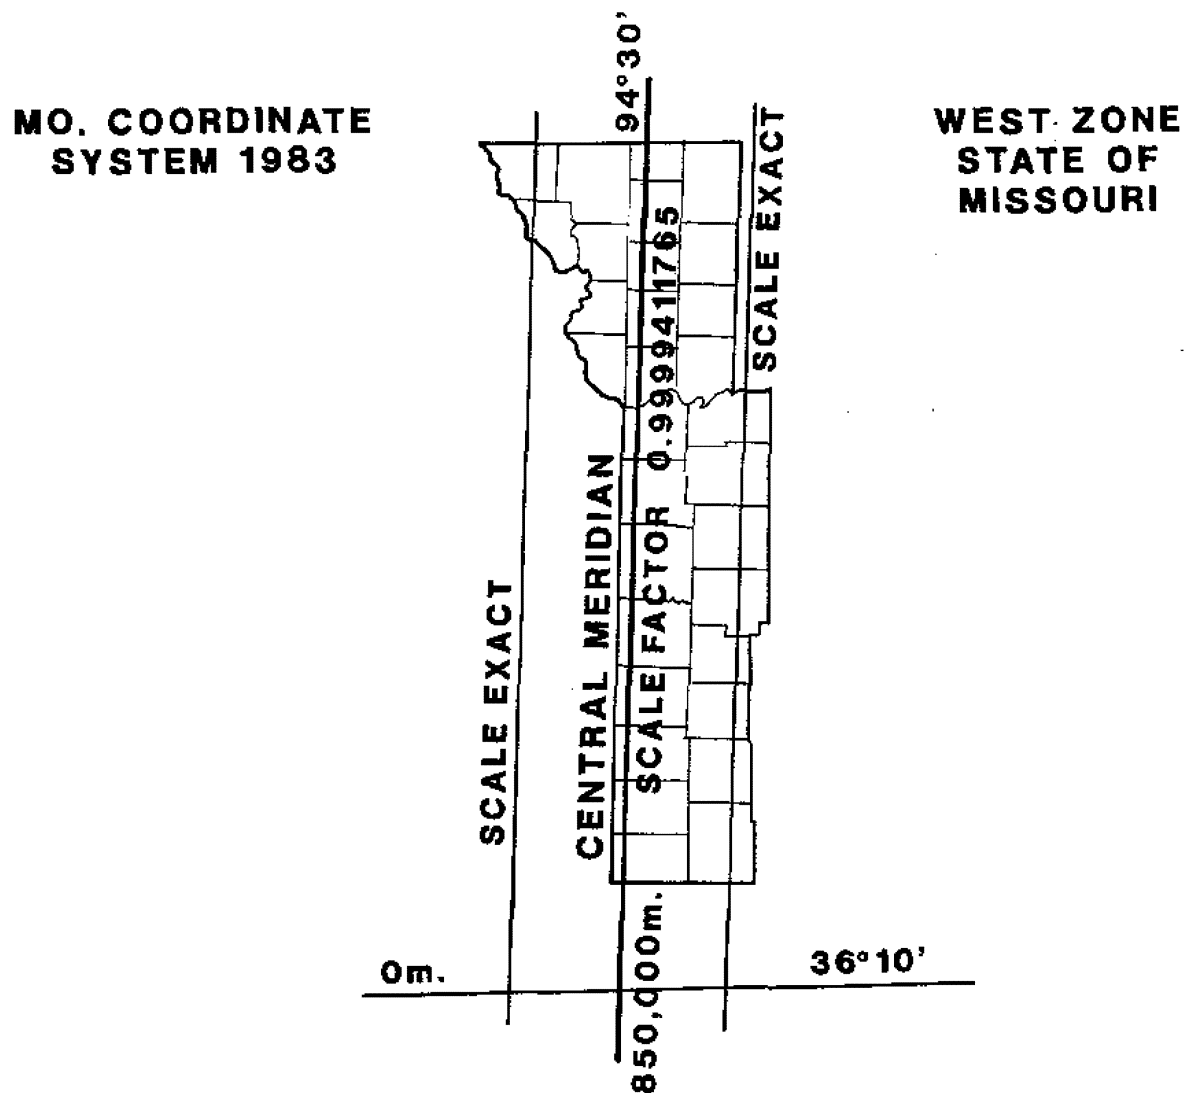 MO. COORDINATE
SYSTEM 1983
WEST ZONE
STATE OF
MISSOURI
94°30'
SCALE EXACT
SCALE FACTOR 0.9999411765
CENTRAL MERIDIAN
SCALE EXACT
0m.
36°10'
850,000m.